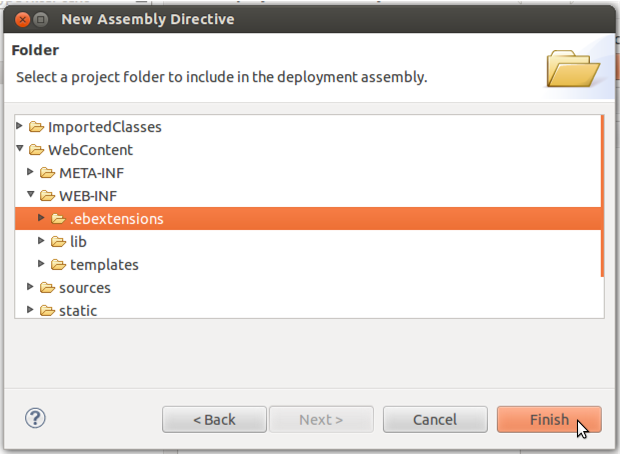 New Assembly Directive
Folder
Select a project folder to include in the deployment assembly.
ImportedClasses
WebContent
META-INF
WEB-INF
.ebextensions
lib
templates
sources
static
?
< Back Next > Cancel Finish